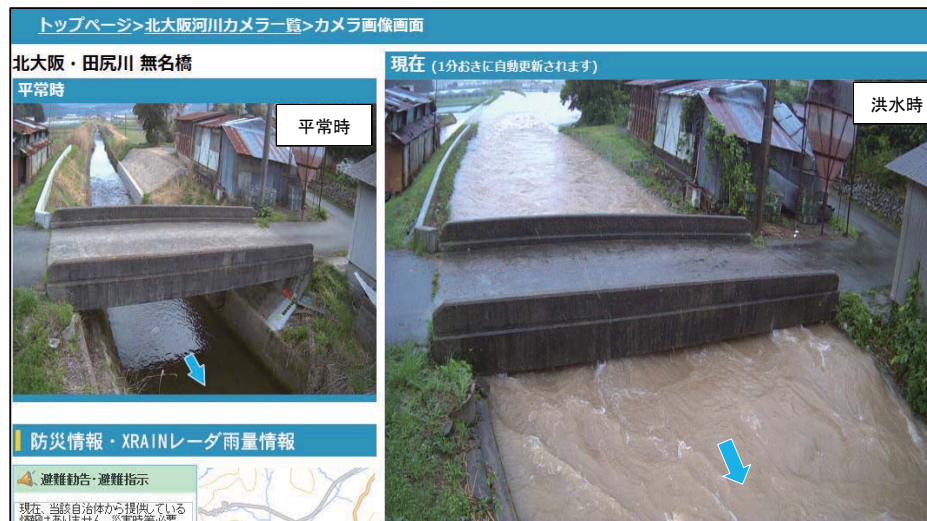 トップページ>北大阪河川カメラ一覧>カメラ画像画面
北大阪・田尻川 無名橋
平常時
平常時
現在 (1分おきに自動更新されます)
洪水時
防災情報・XRAINレーダ雨量情報
避難勧告・避難指示
現在、当該自治体から提供している